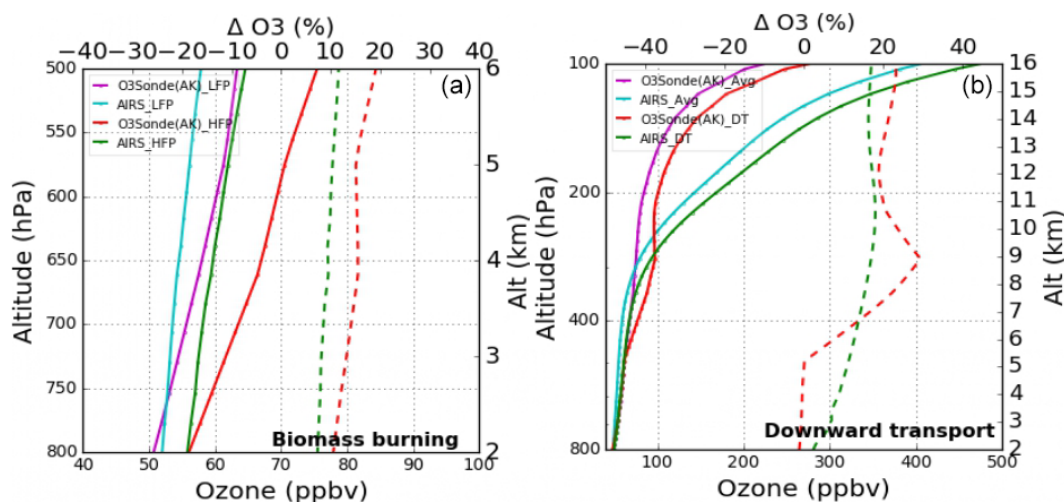 Δ O3 (%)
−40 −30 −20 −10 0 10 20 30 40
500 6
(a)
O3Sonde(AK)_LFP
AIRS_LFP
O3Sonde(AK)_HFP
AIRS_HFP
550
5
600
650 4
700
3
750
800 2
Biomass burning
40 50 60 70 80 90 100
Ozone (ppbv)
Altitude (hPa)
Alt (km)
Δ O3 (%)
−40 −20 0 20 40
100 16
(b)
O3Sonde(AK)_Avg
AIRS_Avg
O3Sonde(AK)_DT
AIRS_DT
15
14
13
12
200 11
10
9
8
7
400
6
5
4
3
800 2
Downward transport
100 200 300 400 500
Ozone (ppbv)
Altitude (hPa)
Alt (km)